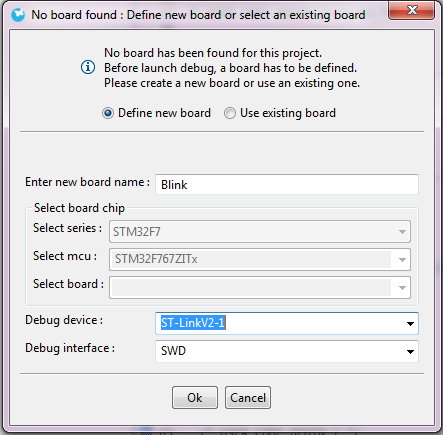 No board found : Define new board or select an existing board
No board has been found for this project.
Before launch debug, a board has to be defined.
Please create a new board or use an existing one.
Define new board Use existing board
Enter new board name : Blink
Select board chip
Select series : STM32F7
Select mcu : STM32F767ZITx
Select board :
Debug device : ST-LinkV2-1
Debug interface : SWD
Ok Cancel